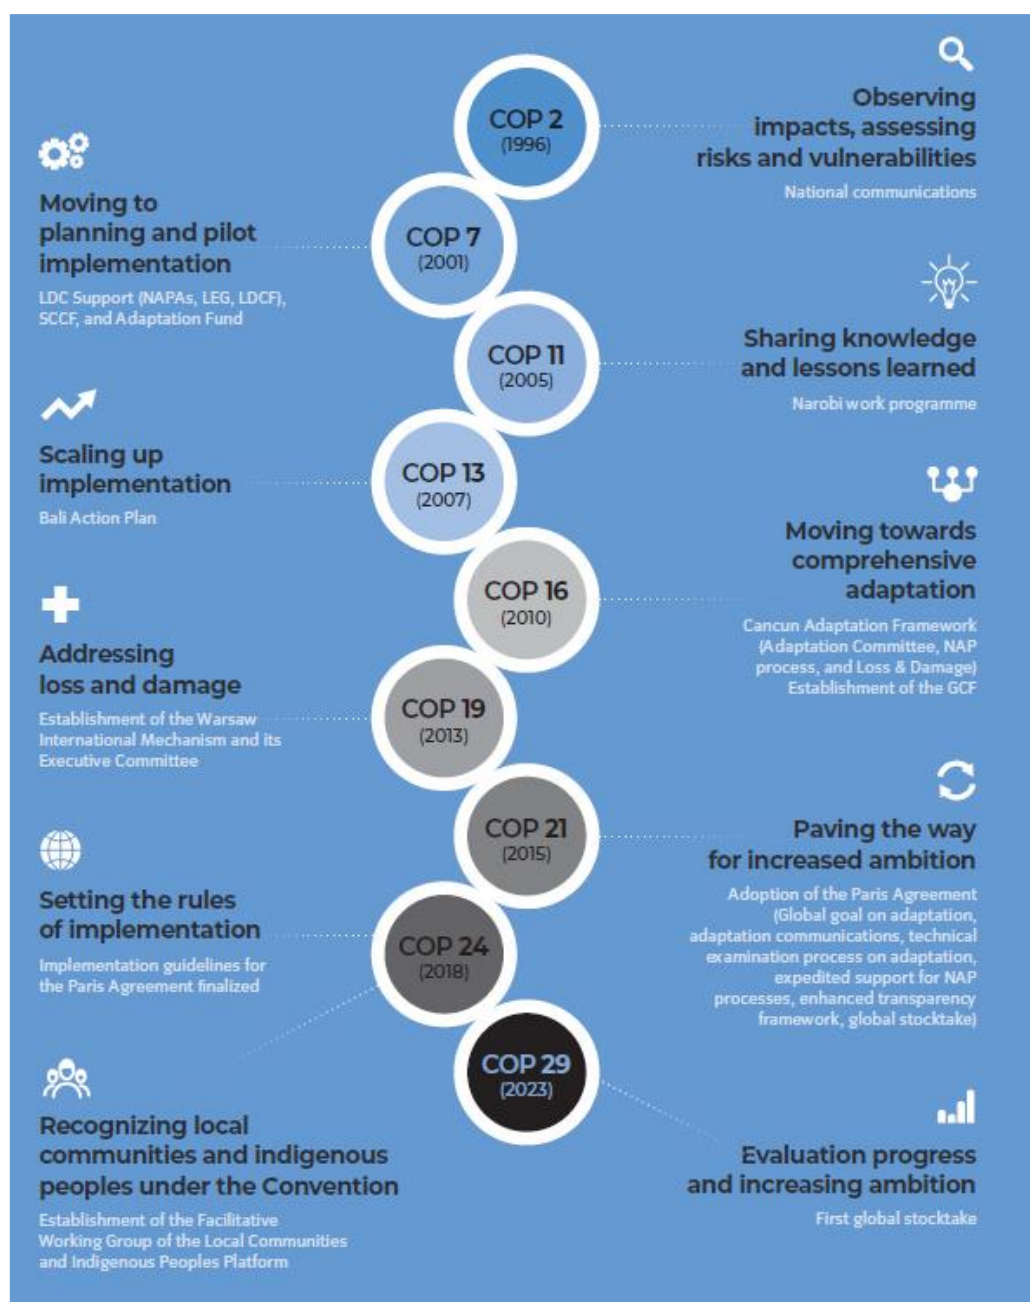 COP 2
(1996)
Observing
impacts, assessing
risks and vulnerabilities
National communications
Moving to
planning and pilot
implementation
LDC Support (NAPAs, LEG, LDCF),
SCCF, and Adaptation Fund
COP 7
(2001)
COP 11
(2005)
Sharing knowledge
and lessons learned
Narobi work programme
Scaling up
implementation
Bali Action Plan
COP 13
(2007)
COP 16
(2010)
Moving towards
comprehensive
adaptation
Cancun Adaptation Framework
(Adaptation Committee, NAP
process, and Loss & Damage)
Establishment of the GCF
Addressing
loss and damage
Establishment of the Warsaw
International Mechanism and its
Executive Committee
COP 19
(2013)
COP 21
(2015)
Paving the way
for increased ambition
Adoption of the Paris Agreement
(Global goal on adaptation,
adaptation communications, technical
examination process on adaptation,
expedited support for NAP
processes, enhanced transparency
framework, global stocktake)
Setting the rules
of implementation
Implementation guidelines for
the Paris Agreement finalized
COP 24
(2018)
Recognizing local
communities and indigenous
peoples under the Convention
Establishment of the Facilitative
Working Group of the Local Communities
and Indigenous Peoples Platform
COP 29
(2023)
Evaluation progress
and increasing ambition
First global stocktake